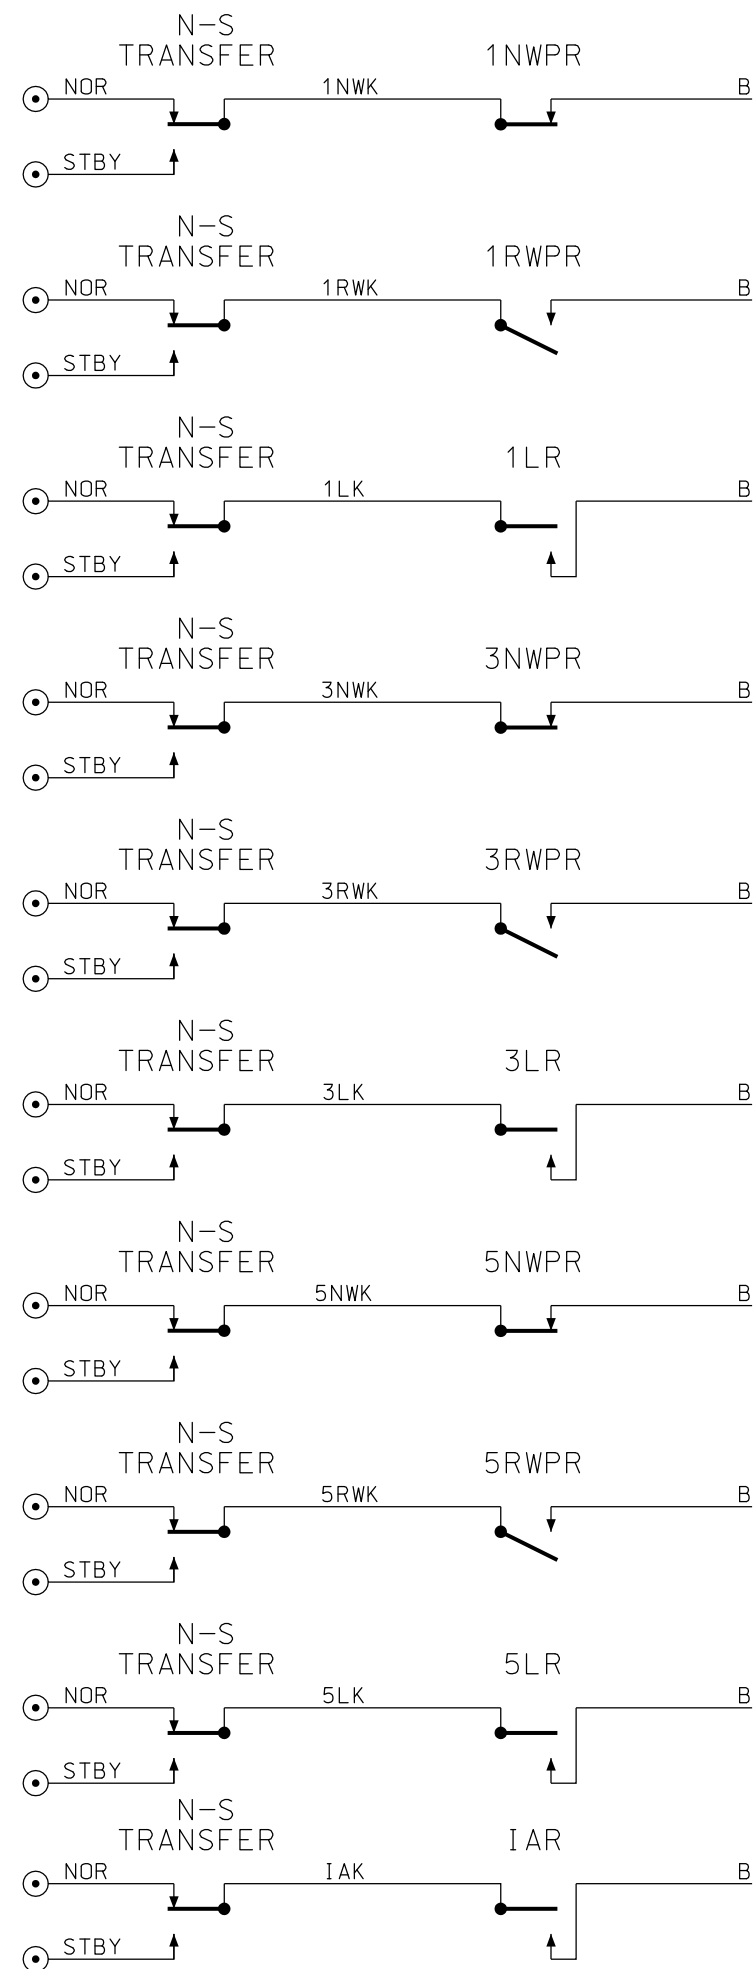 N-S
TRANSFER 1NWPR
NOR 1NWK B
STBY
N-S
TRANSFER 1RWPR
NOR 1RWK B
STBY
N-S
TRANSFER 1LR
NOR 1LK B
STBY
N-S
TRANSFER 3NWPR
NOR 3NWK B
STBY
N-S
TRANSFER 3RWPR
NOR 3RWK B
STBY
N-S
TRANSFER 3LR
NOR 3LK B
STBY
N-S
TRANSFER 5NWPR
NOR 5NWK B
STBY
N-S
TRANSFER 5RWPR
NOR 5RWK B
STBY
N-S
TRANSFER 5LR
NOR 5LK B
STBY
N-S
TRANSFER IAR
NOR IAK B
STBY